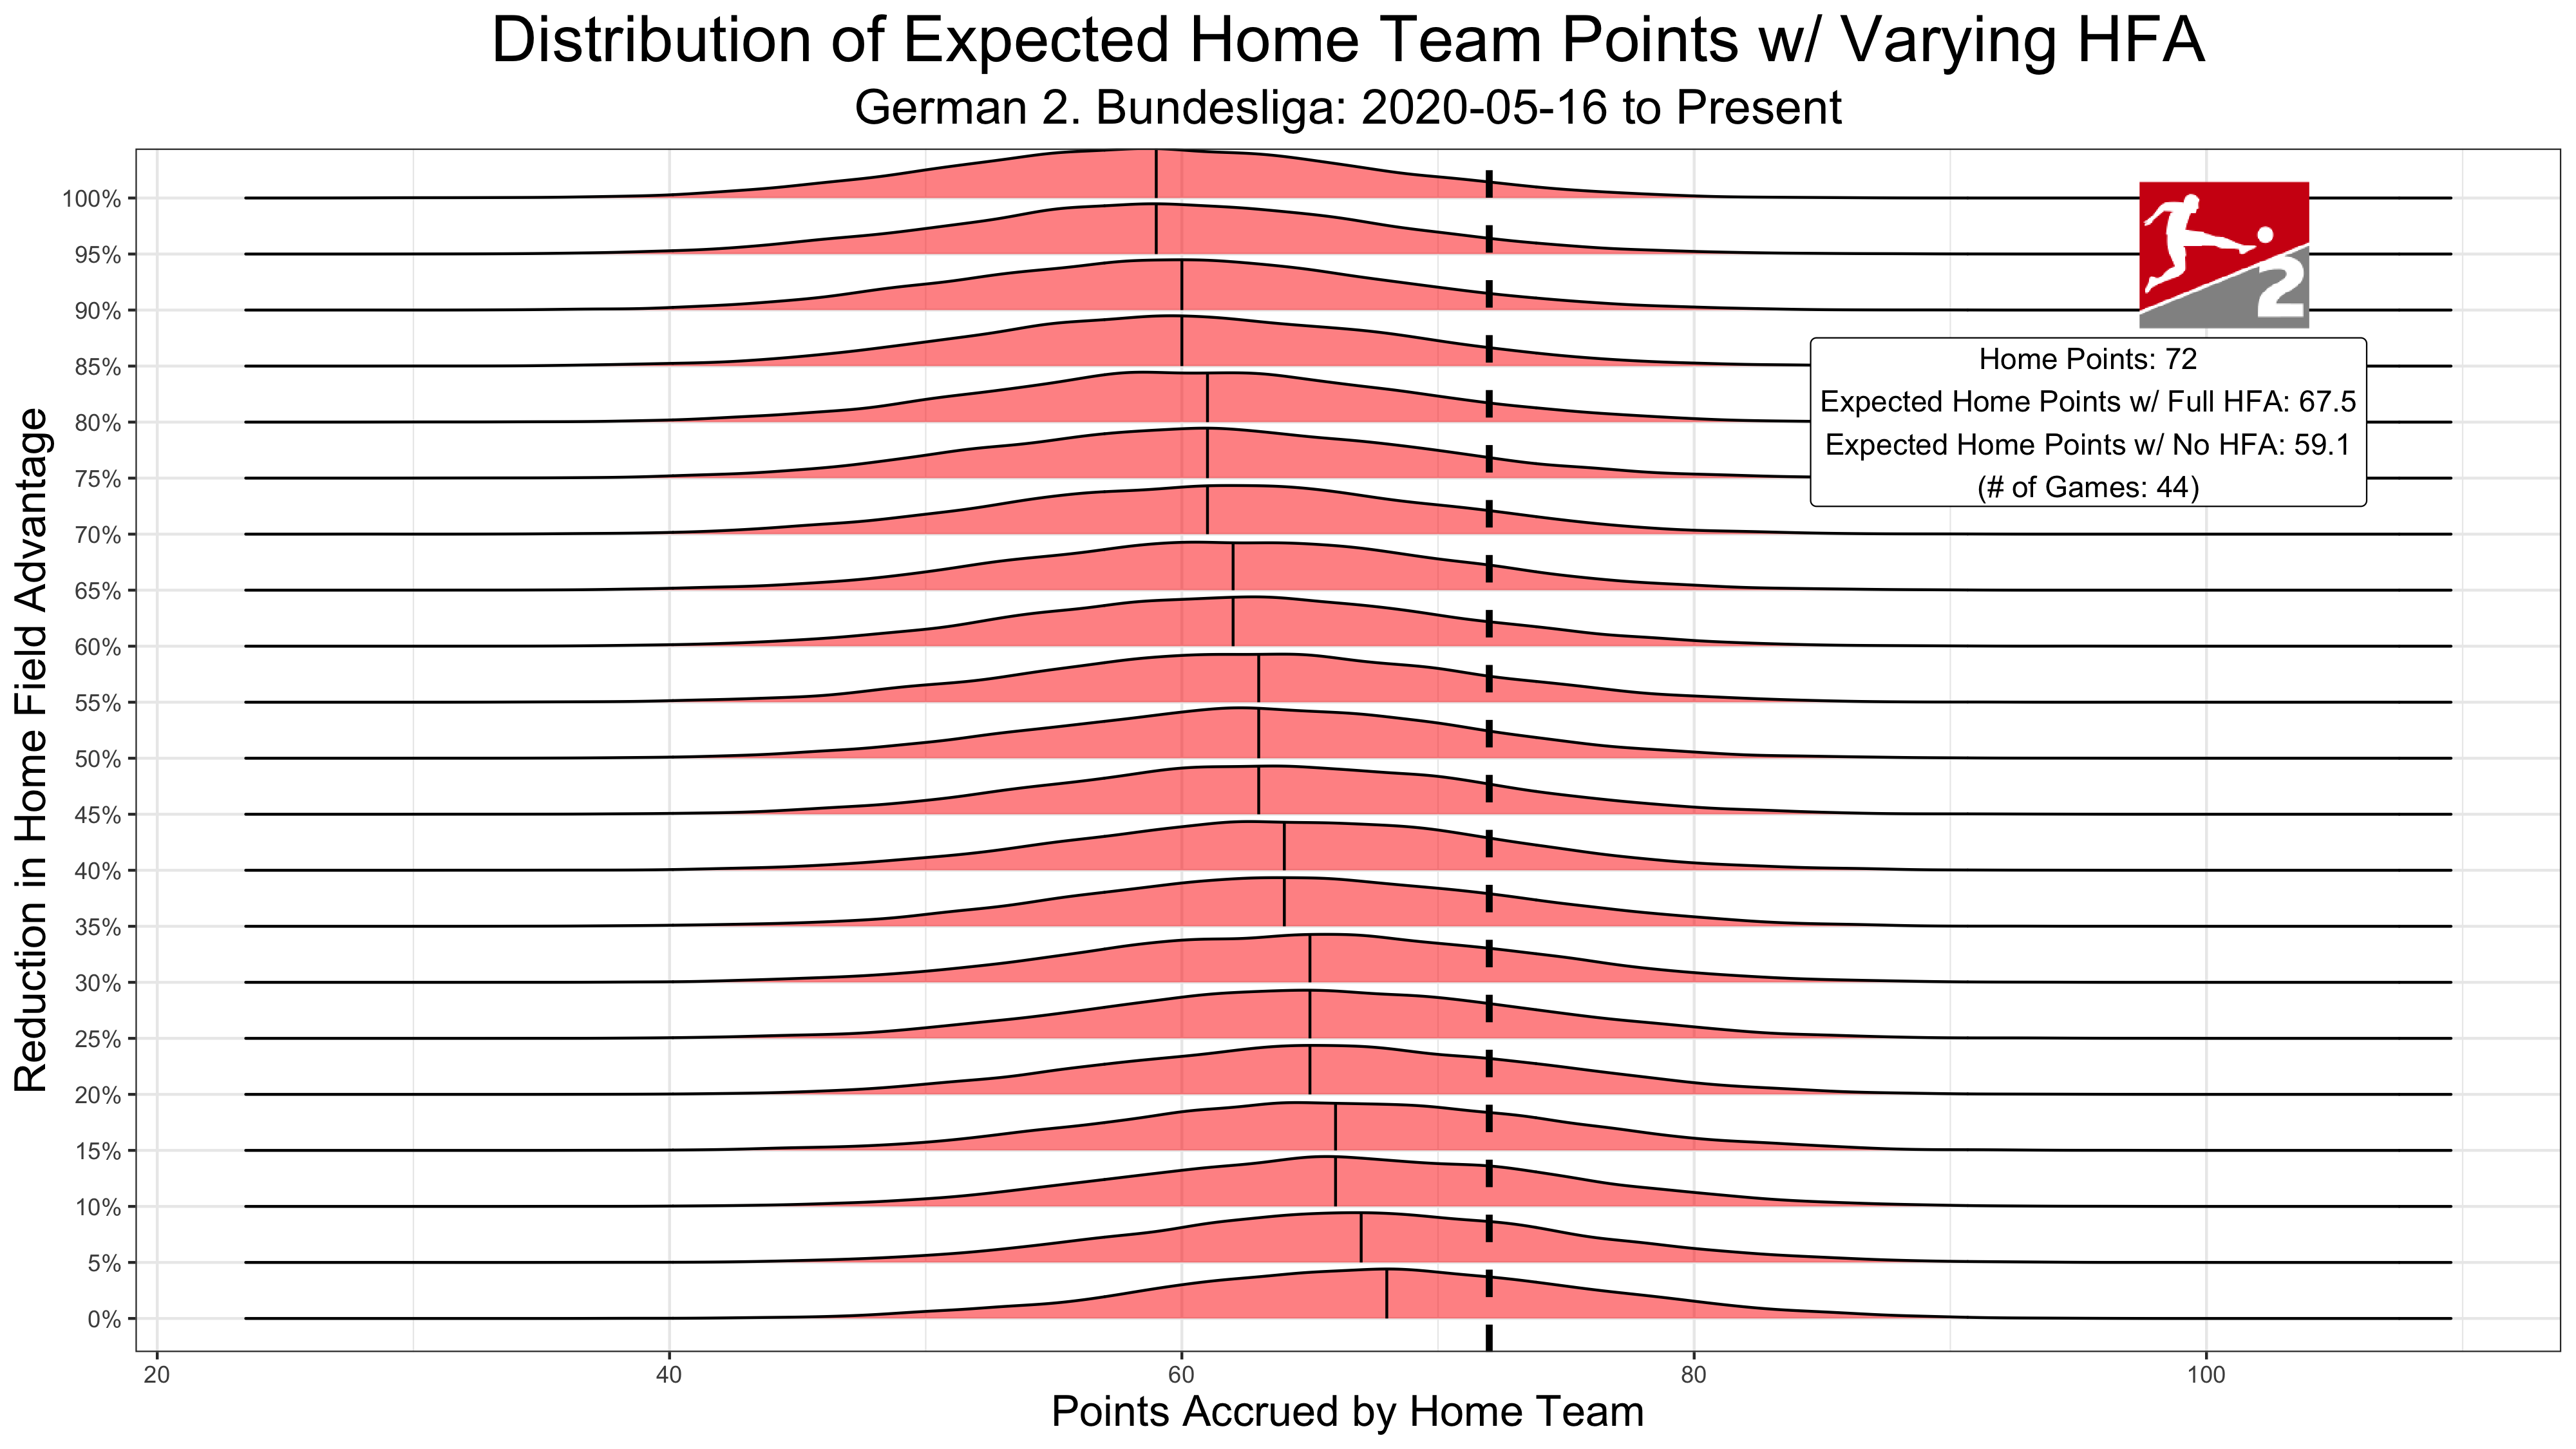 Distribution of Expected Home Team Points w/ Varying HFA
German 2. Bundesliga: 2020-05-16 to Present
Reduction in Home Field Advantage
100%
95%
90%
85%
80%
75%
70%
65%
60%
55%
50%
45%
40%
35%
30%
25%
20%
15%
10%
5%
0%
2
Home Points: 72
Expected Home Points w/ Full HFA: 67.5
Expected Home Points w/ No HFA: 59.1
(# of Games: 44)
20 40 60 80 100
Points Accrued by Home Team